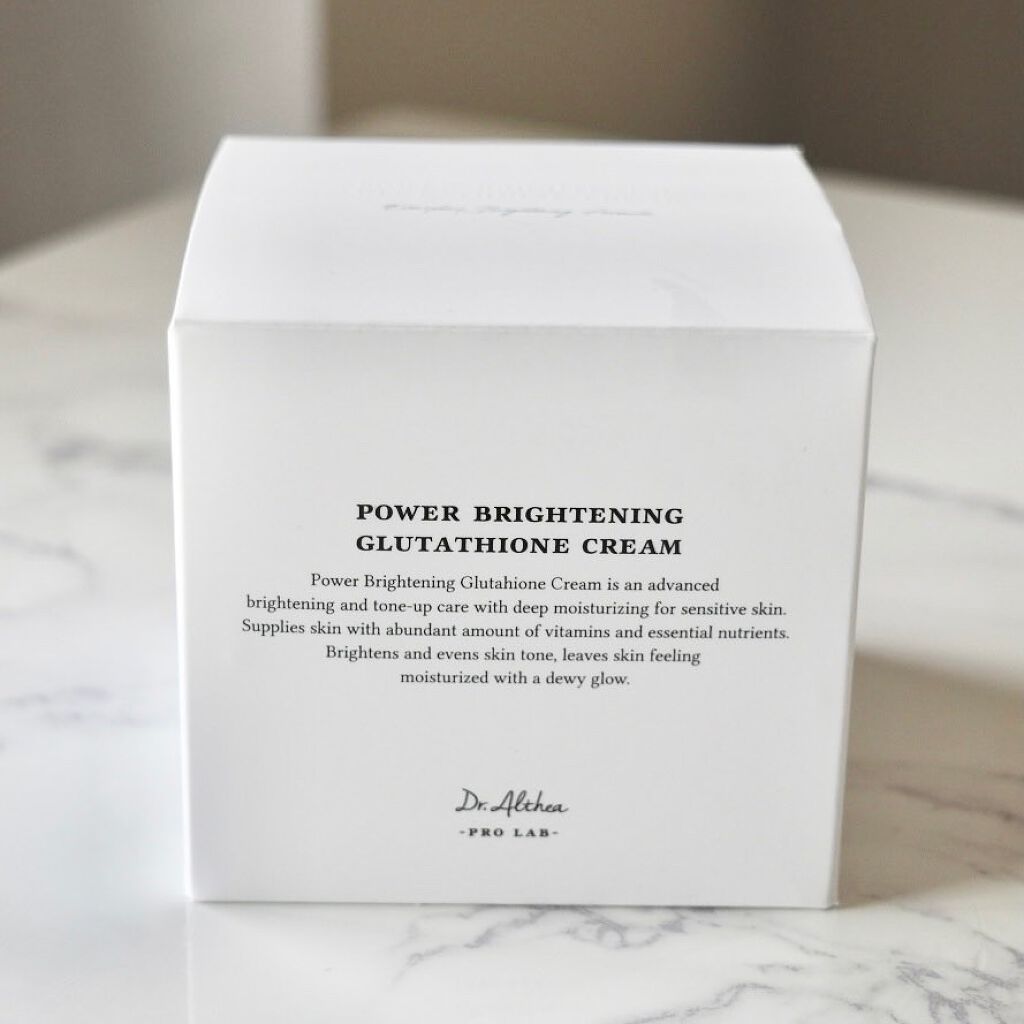 POWER BRIGHTENING
GLUTATHIONE CREAM
Power Brightening Glutahione Cream is an advanced
brightening and tone-up care with deep moisturizing for sensitive skin.
Supplies skin with abundant amount of vitamins and essential nutrients.
Brightens and evens skin tone, leaves skin feeling
moisturized with a dewy glow.
Dr. Althea
-PRO LAB-